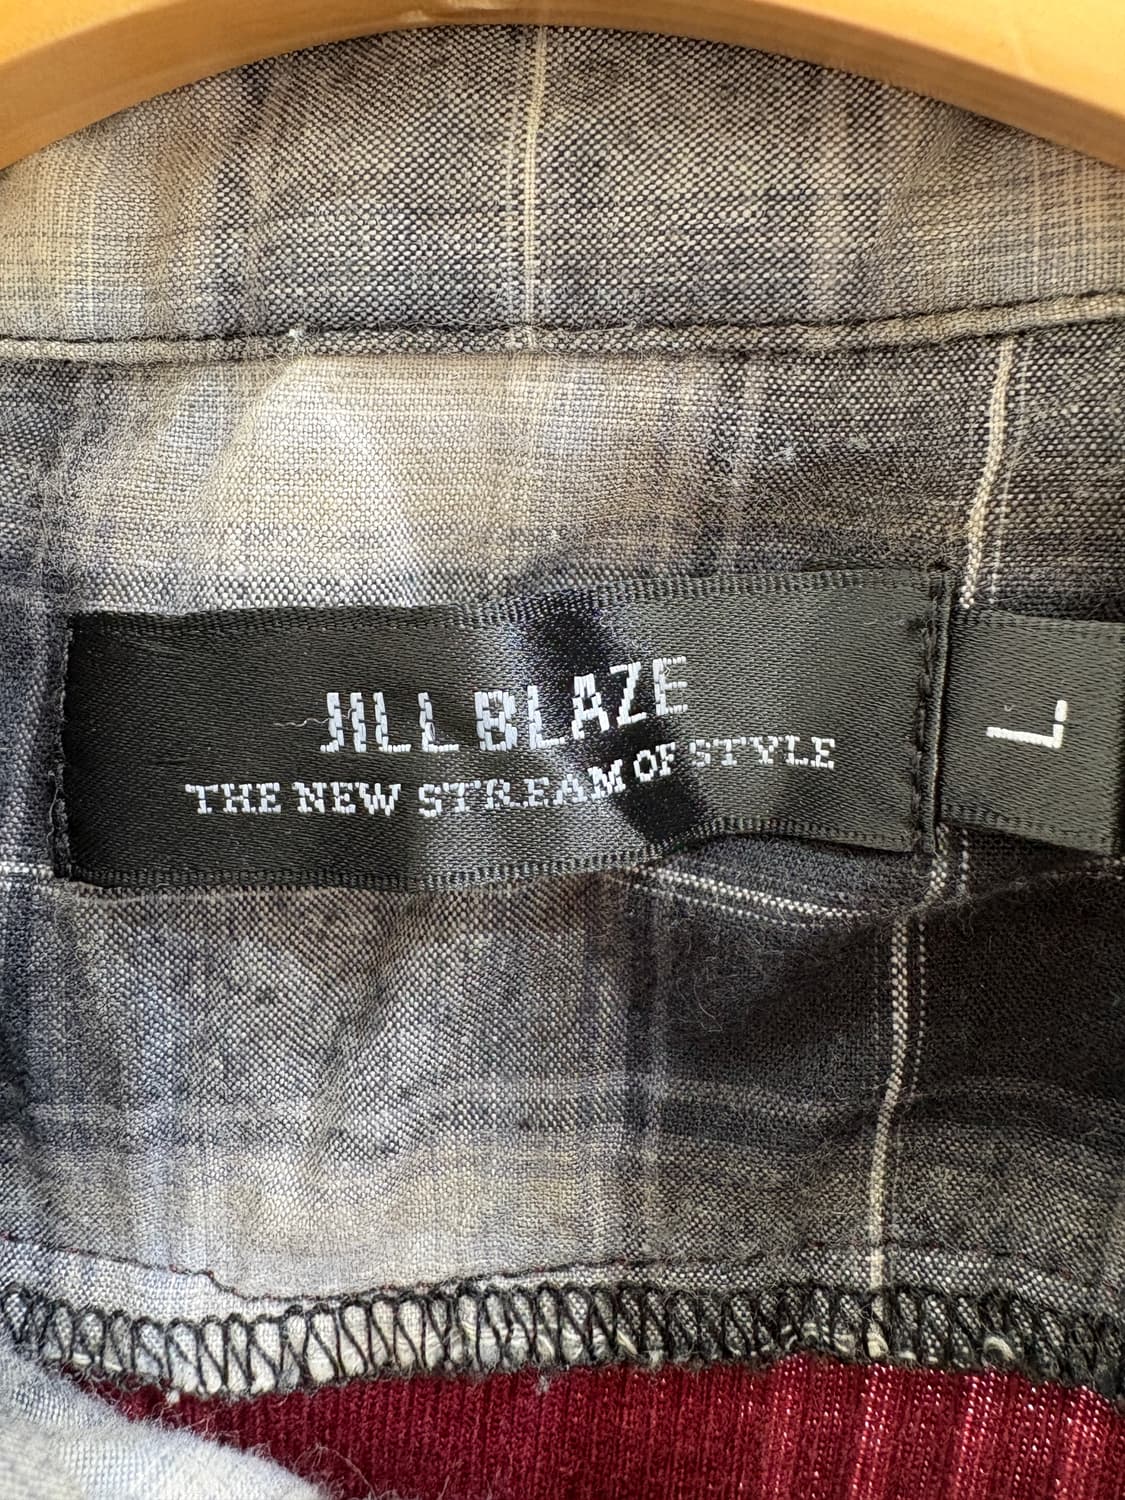 JILL BLAZE
THE NEW STREAM OF STYLE
L